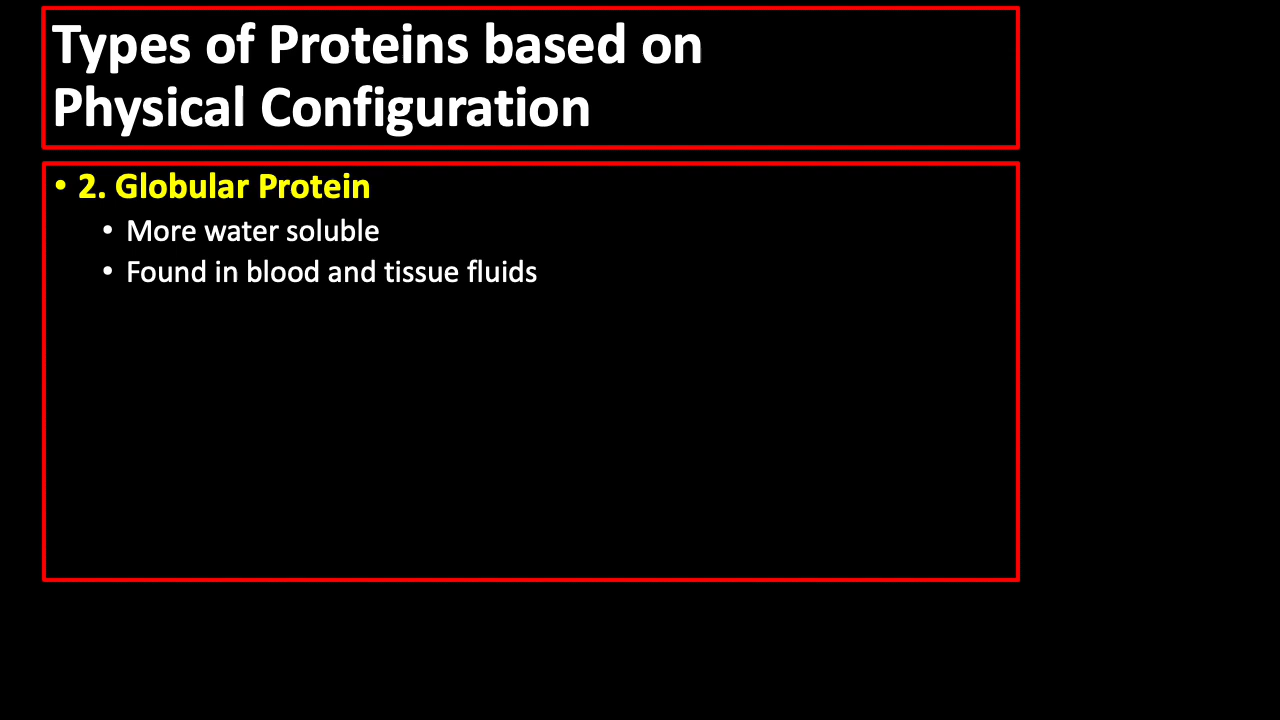 Types of Proteins based on
Physical Configuration
• 2. Globular Protein
• More water soluble
• Found in blood and tissue fluids